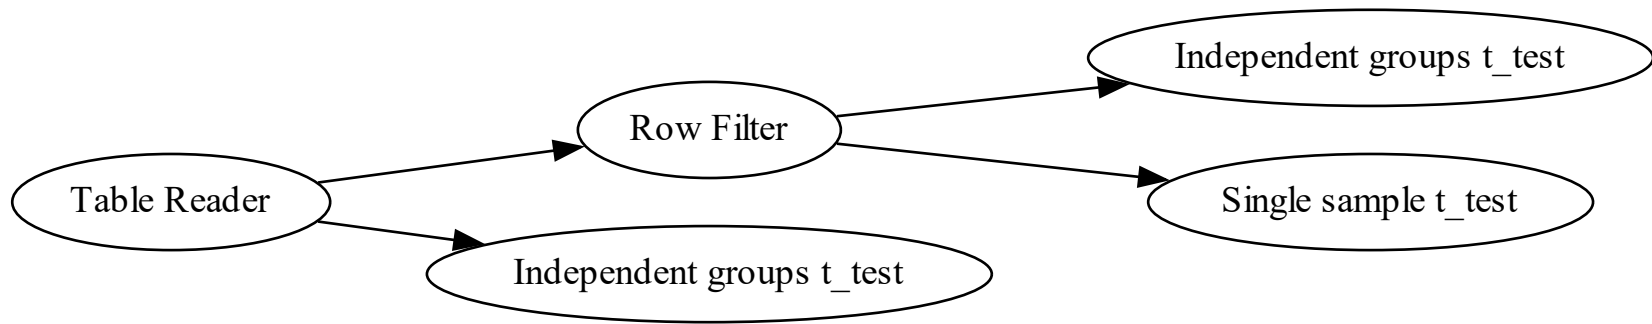 Independent groups t_test
Row Filter
Table Reader
Single sample t_test
Independent groups t_test